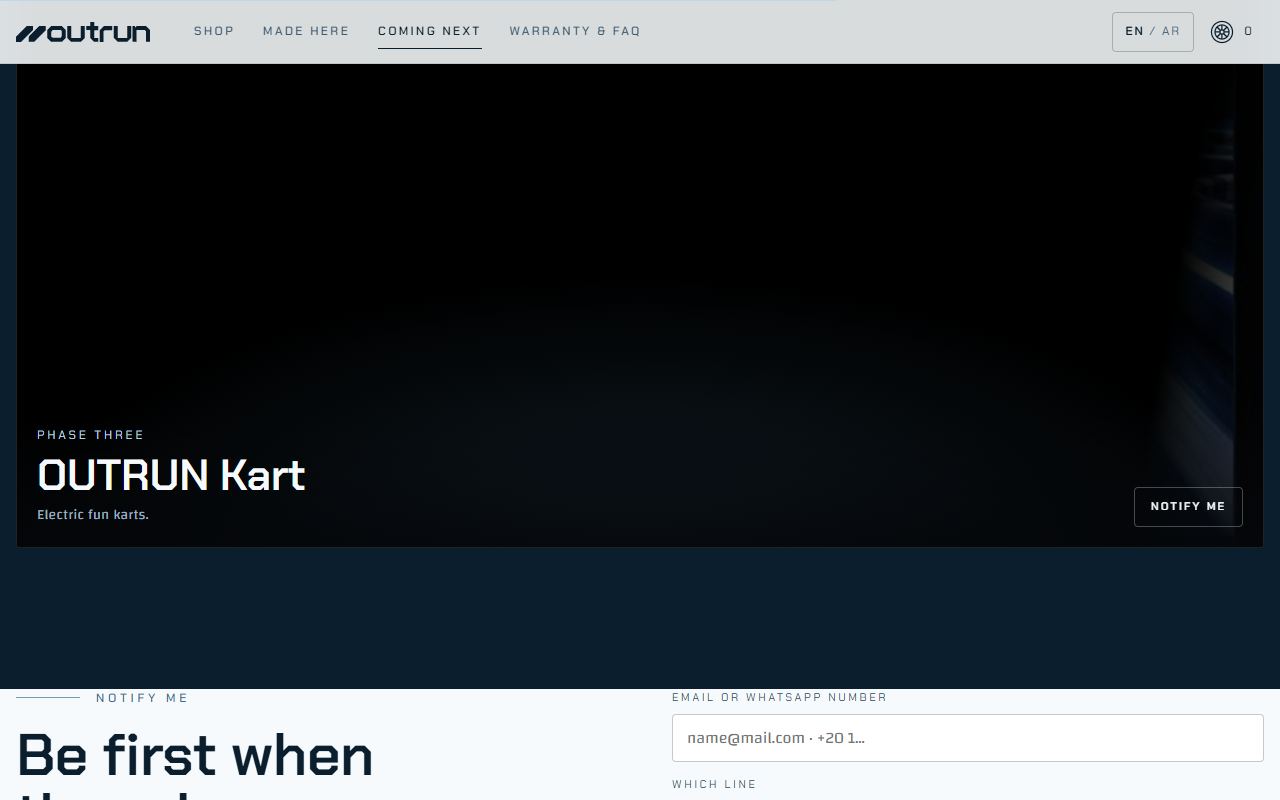 outrun
SHOP
MADE HERE
COMING NEXT
WARRANTY & FAQ
EN / AR
0
PHASE THREE
OUTRUN Kart
Electric fun karts.
NOTIFY ME
NOTIFY ME
Be first when
EMAIL OR WHATSAPP NUMBER
name@mail.com · +20 1...
WHICH LINE